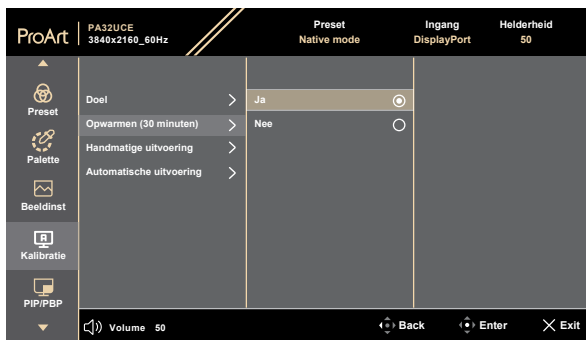 ProArt
PA32UCE
3840x2160_60Hz
Preset
Native mode
Ingang
DisplayPort
Helderheid
50
Preset
Palette
Beeldinst
Kalibratie
PIP/PBP
Doel
Opwarmen (30 minuten)
Handmatige uitvoering
Automatische uitvoering
Ja
Nee
Volume 50
Back
Enter
Exit